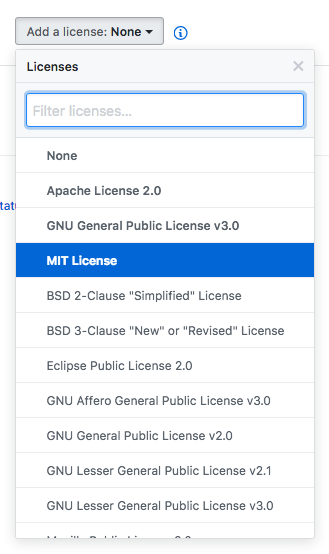 Add a license: None
Licenses
Filter licenses...
None
Apache License 2.0
GNU General Public License v3.0
MIT License
BSD 2-Clause "Simplified" License
BSD 3-Clause "New" or "Revised" License
Eclipse Public License 2.0
GNU Affero General Public License v3.0
GNU General Public License v2.0
GNU Lesser General Public License v2.1
GNU Lesser General Public License v3.0